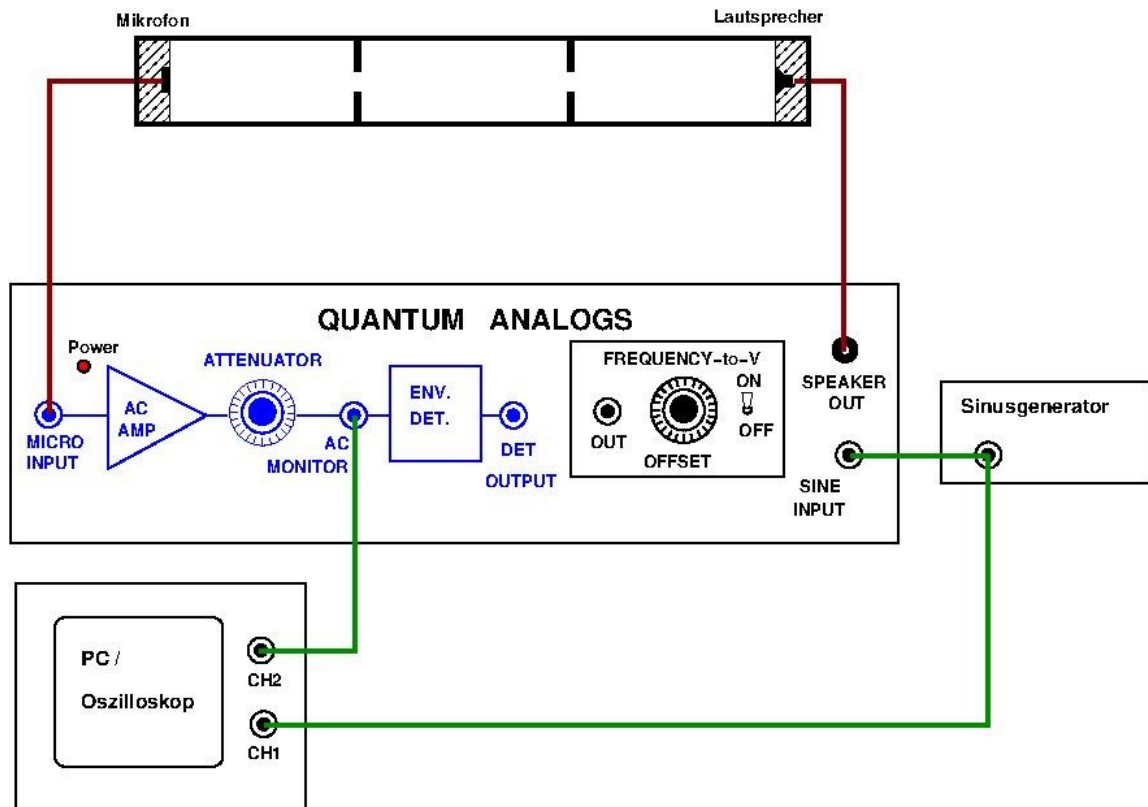 Mikrofon
Lautsprecher
QUANTUM ANALOGS
Power
ATTENUATOR
FREQUENCY-to-V
ON
OFF
OUT
OFFSET
AC
AMP
MICRO
INPUT
AC
MONITOR
ENV.
DET.
DET
OUTPUT
SPEAKER
OUT
SINE
INPUT
Sinusgenerator
PC /
Oszilloskop
CH2
CH1